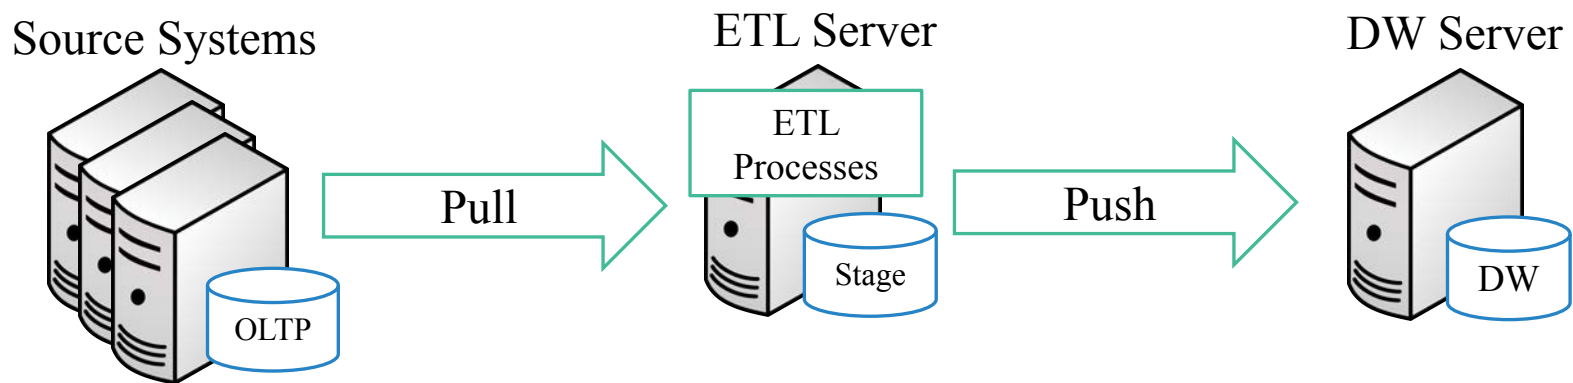 Source Systems
ETL Server
DW Server
ETL
Processes
Pull
Push
Stage
DW
OLTP